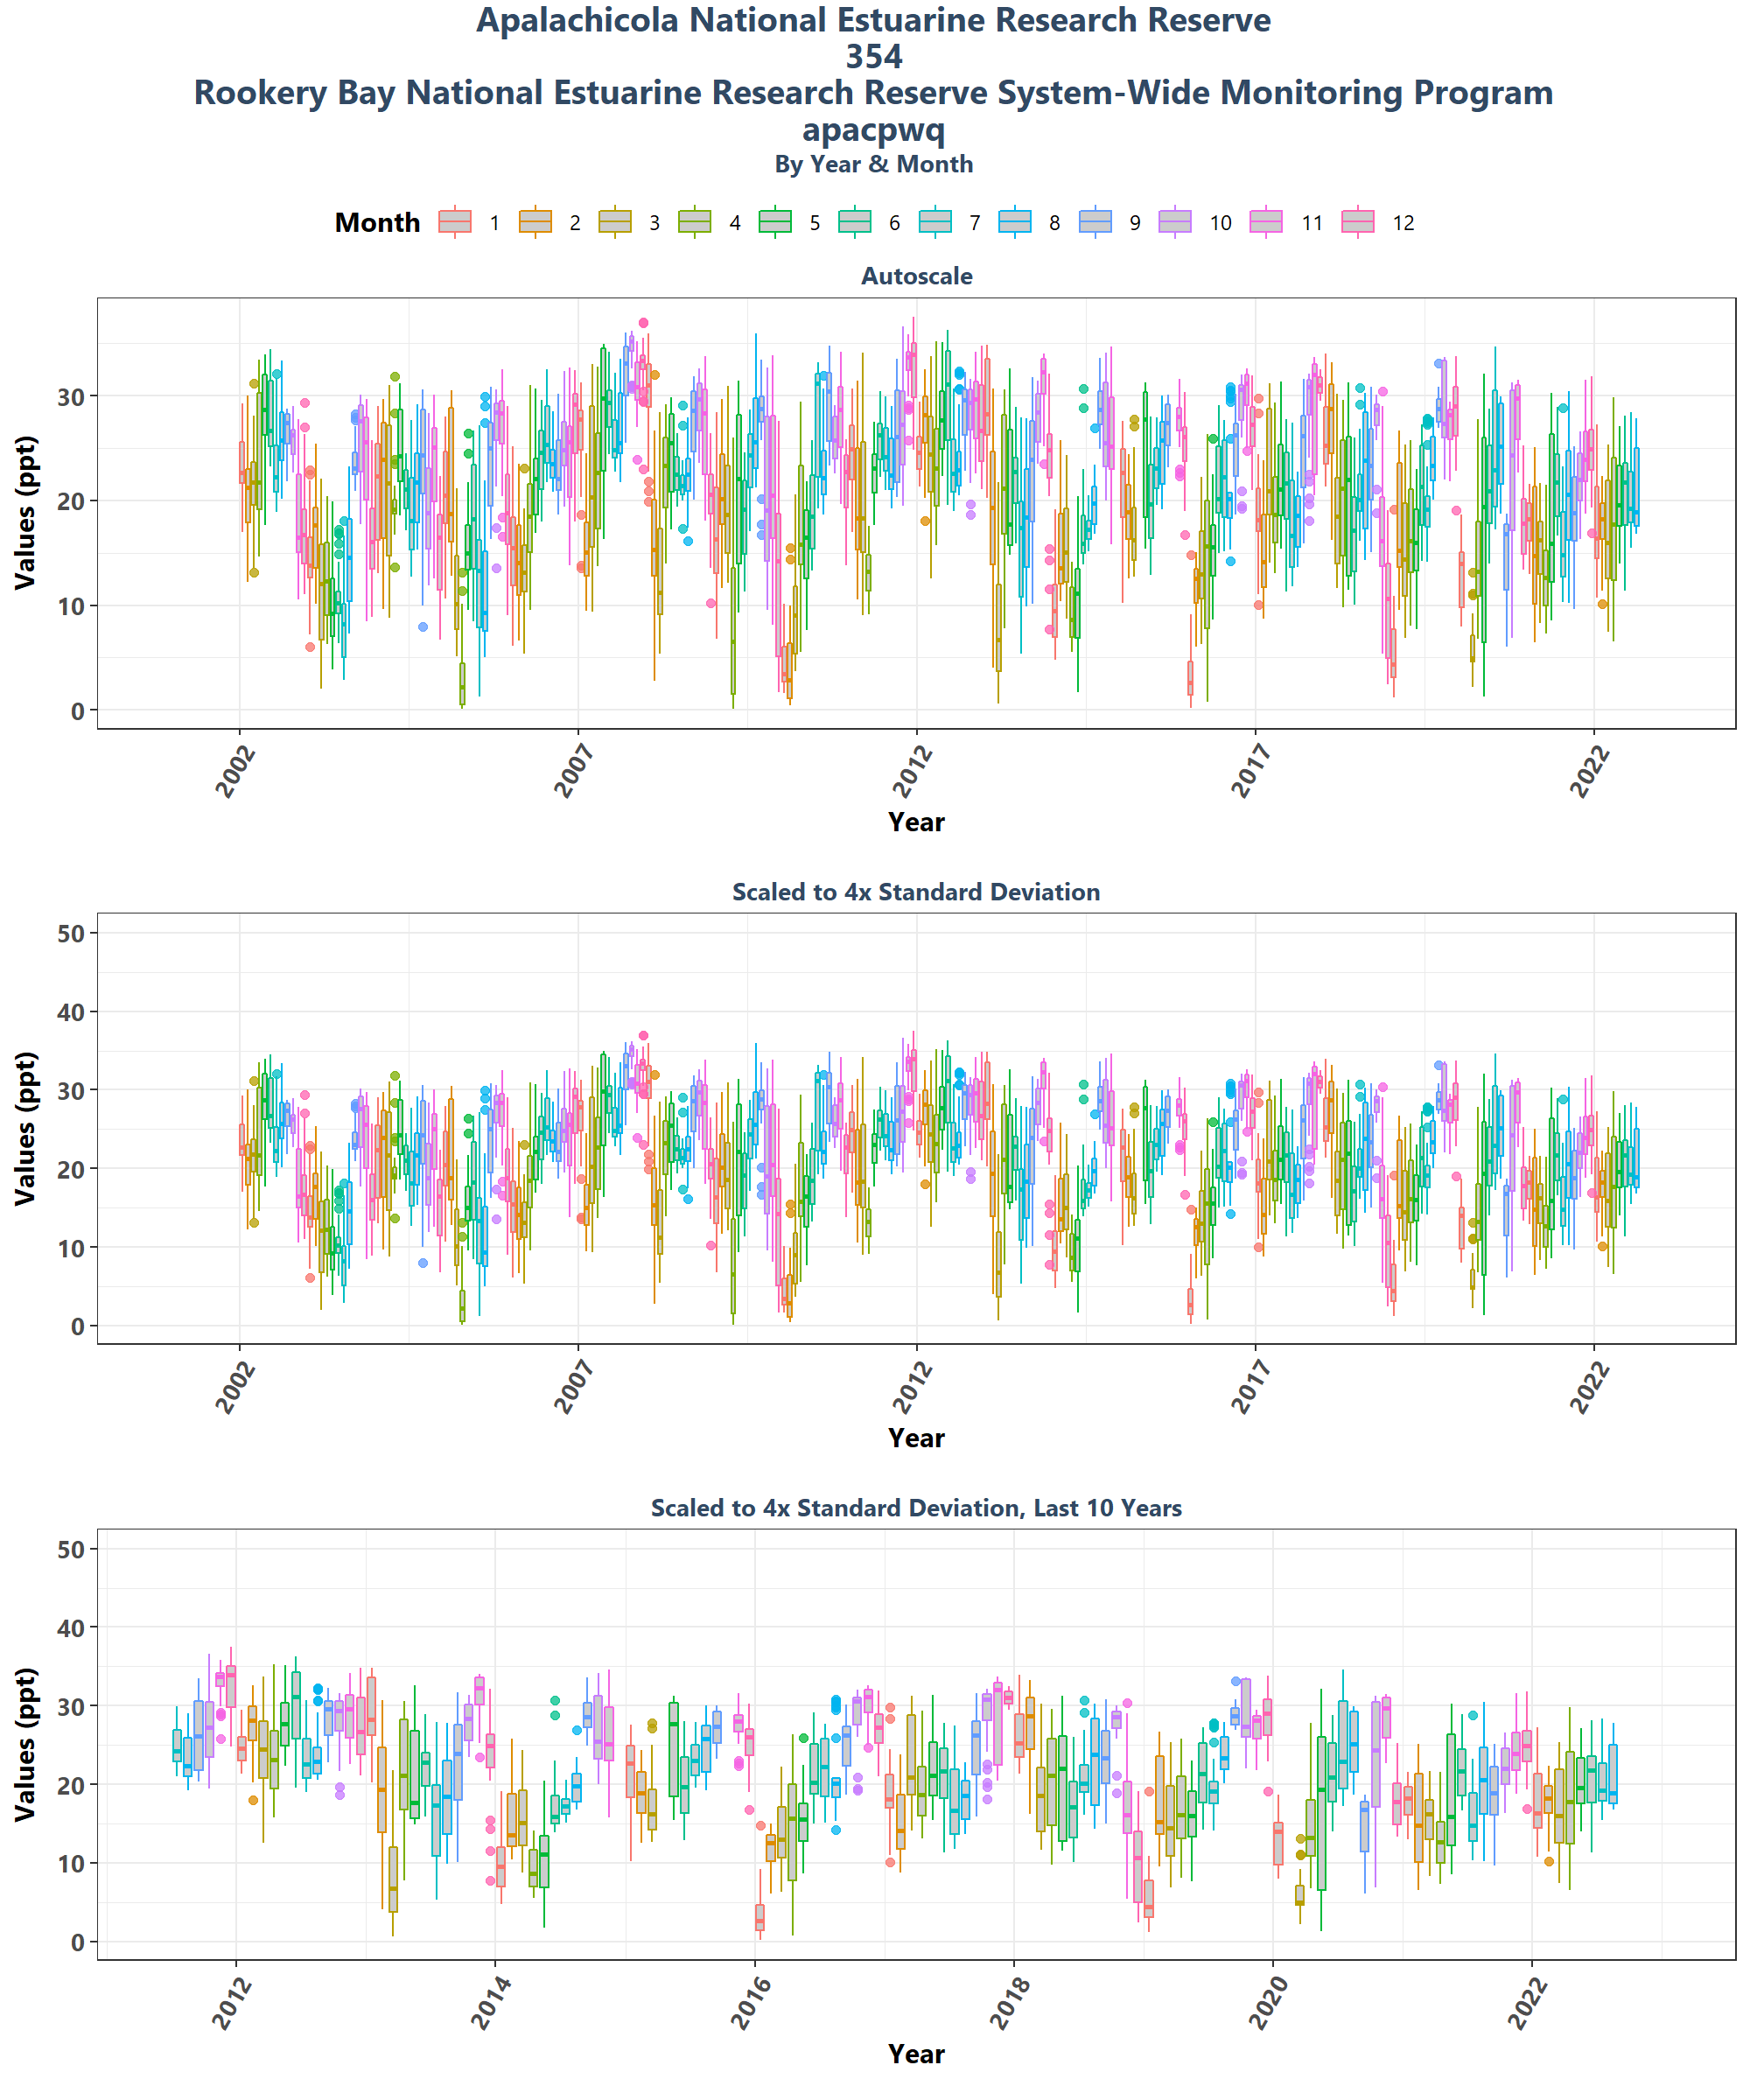 Apalachicola National Estuarine Research Reserve
354
Rookery Bay National Estuarine Research Reserve System-Wide Monitoring Program
apacpwq
By Year & Month
Month 1 2 3 4 5 6 7 8 9 10 11 12
Autoscale
Values (ppt)
30
20
10
0
2002 2007 2012 2017 2022
Year
Scaled to 4x Standard Deviation
Values (ppt)
50
40
30
20
10
0
2002 2007 2012 2017 2022
Year
Scaled to 4x Standard Deviation, Last 10 Years
Values (ppt)
50
40
30
20
10
0
2012 2014 2016 2018 2020 2022
Year